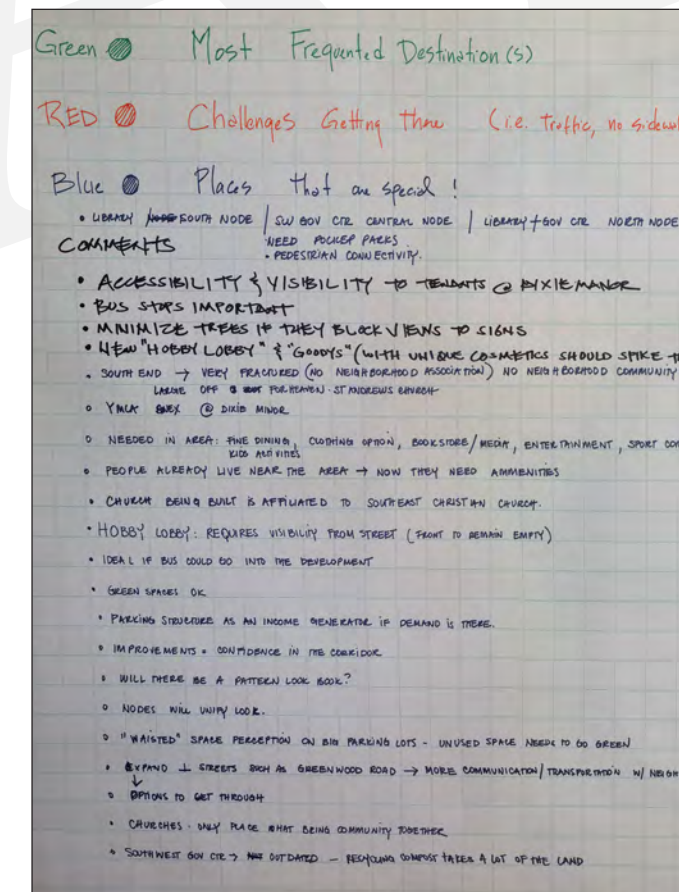 Green Most Frequented Destination(s)
RED Challenges Getting there (i.e. traffic, no sidewal
Blue Places that are special!
• LIBRARY SOUTH NODE / SW GOV CTR CENTRAL NODE / LIBRARY + GOV CTR NORTH NODE
NEED POCKEP PARKS
COMMENTS • PEDESTRIAN CONNECTIVITY.
• ACCESSIBILITY & VISIBILITY TO TENANTS @ DIXIE MANOR
• BUS STOPS IMPORTANT
• MINIMIZE TREES IF THEY BLOCK VIEWS TO SIGNS
• NEW "HOBBY LOBBY" & "GOODYS" (WITH UNIQUE COSMETICS SHOULD SPIKE
• SOUTH END → VERY FRACTURED (NO NEIGHBORHOOD ASSOCIATION) NO NEIGHBORHOOD COMMUNITY
LARGE OFF FOR HEAVEN - ST ANDREWS CHURCH
• YMCA @ DIXIE MINOR
• NEEDED IN AREA: FINE DINING, CLOTHING OPTION, BOOKSTORE/MEDIA, ENTERTAINMENT, SPORT COM
KIDS ACTIVITIES
• PEOPLE ALREADY LIVE NEAR THE AREA → NOW THEY NEED AMMENITIES
• CHURCH BEING BUILT IS AFFILIATED TO SOUTHEAST CHRISTIAN CHURCH.
• HOBBY LOBBY: REQUIRES VISIBILITY FROM STREET (FRONT TO REMAIN EMPTY)
• IDEAL IF BUS COULD GO INTO THE DEVELOPMENT
• GREEN SPACES OK
• PARKING STRUCTURE AS AN INCOME GENERATOR IF DEMAND IS THERE.
• IMPROVEMENTS = CONFIDENCE IN THE CORRIDOR
• WILL THERE BE A PATTERN LOOK BOOK?
• NODES WILL UNIFY LOOK.
• "WAISTED" SPACE PERCEPTION ON BIG PARKING LOTS - UNUSED SPACE NEEDS TO GO GREEN
• EXPAND ⊥ STREETS SUCH AS GREENWOOD ROAD → MORE COMMUNICATION/TRANSPORTATION W/ NEIGH
↓
• OPTIONS TO GET THROUGH
• CHURCHES - ONLY PLACE WHAT BRING COMMUNITY TOGETHER
• SOUTHWEST GOV CTR → OUTDATED - RECYCLING COMPOST TAKES A LOT OF THE LAND